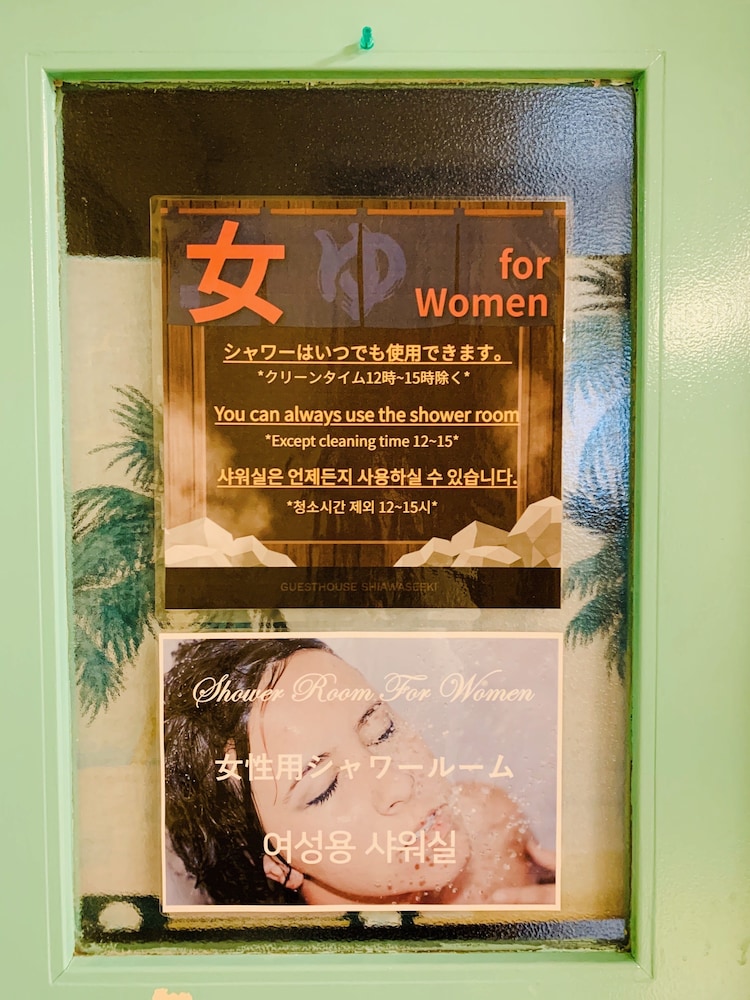 女 ゆ for
Women
シャワーはいつでも使用できます。
*クリーンタイム12時~15時除く*
You can always use the shower room
*Except cleaning time 12~15*
샤워실은 언제든지 사용하실 수 있습니다.
*청소시간 제외 12~15시*
GUESTHOUSE SHIAWASEEKI
Shower Room For Women
女性用シャワールーム
여성용 샤워실